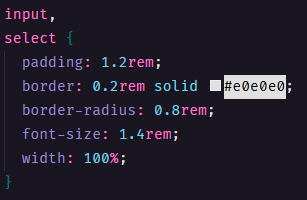 input,
select {
padding: 1.2rem;
border: 0.2rem solid #e0e0e0;
border-radius: 0.8rem;
font-size: 1.4rem;
width: 100%;
}